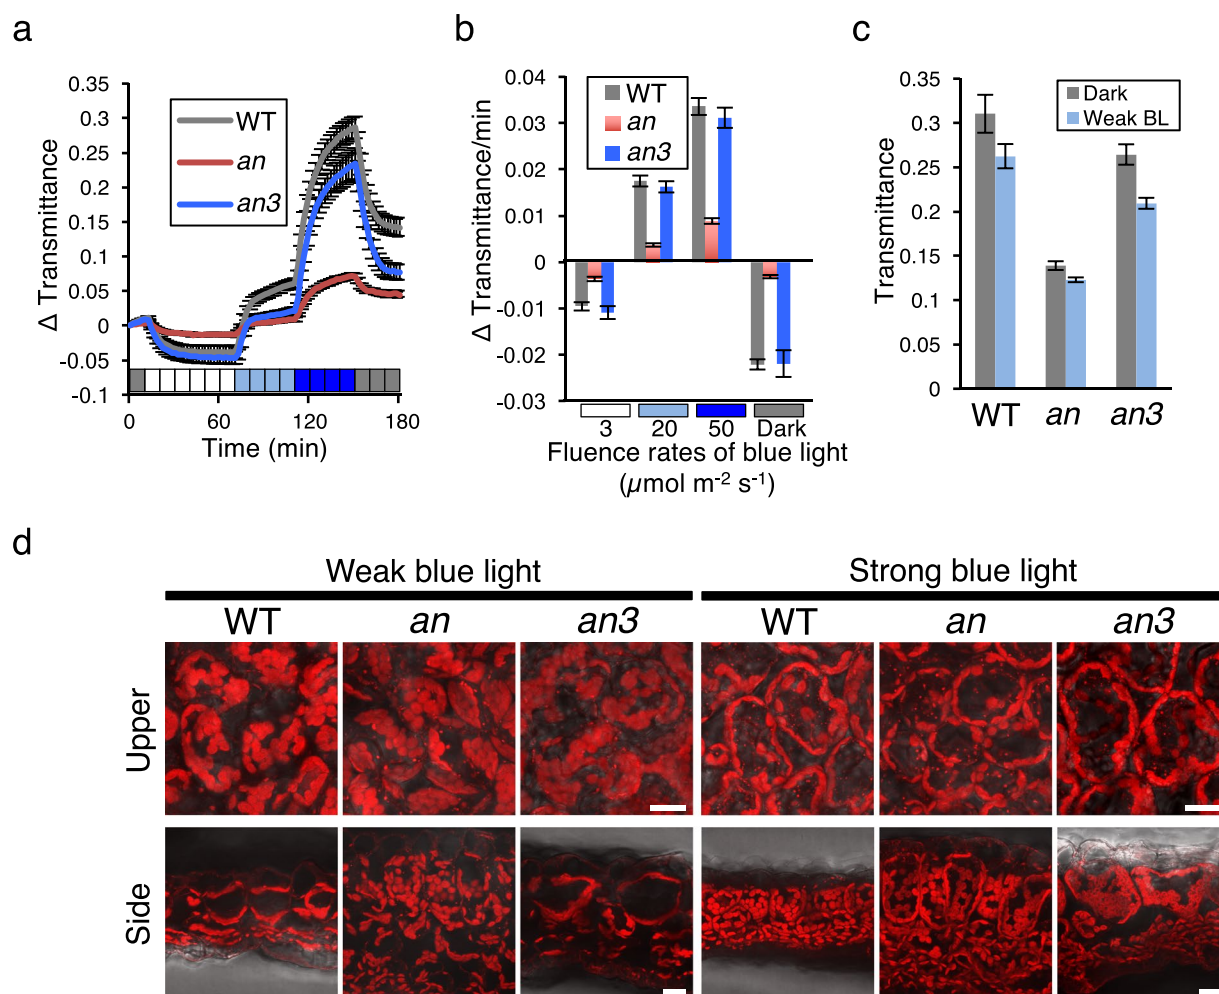 a
0.35
0.3
0.25
0.2
0.15
0.1
0.05
0
-0.05
-0.1
Δ Transmittance
WT
an
an3
0
60
120
180
Time (min)
b
0.04
0.03
0.02
0.01
0
-0.01
-0.02
-0.03
Δ Transmittance/min
WT
an
an3
3 20 50 Dark
Fluence rates of blue light
(µmol m⁻² s⁻¹)
c
0.35
0.3
0.25
0.2
0.15
0.1
0.05
0
Transmittance
Dark
Weak BL
WT an an3
d
Weak blue light Strong blue light
WT an an3 WT an an3
Upper
Side